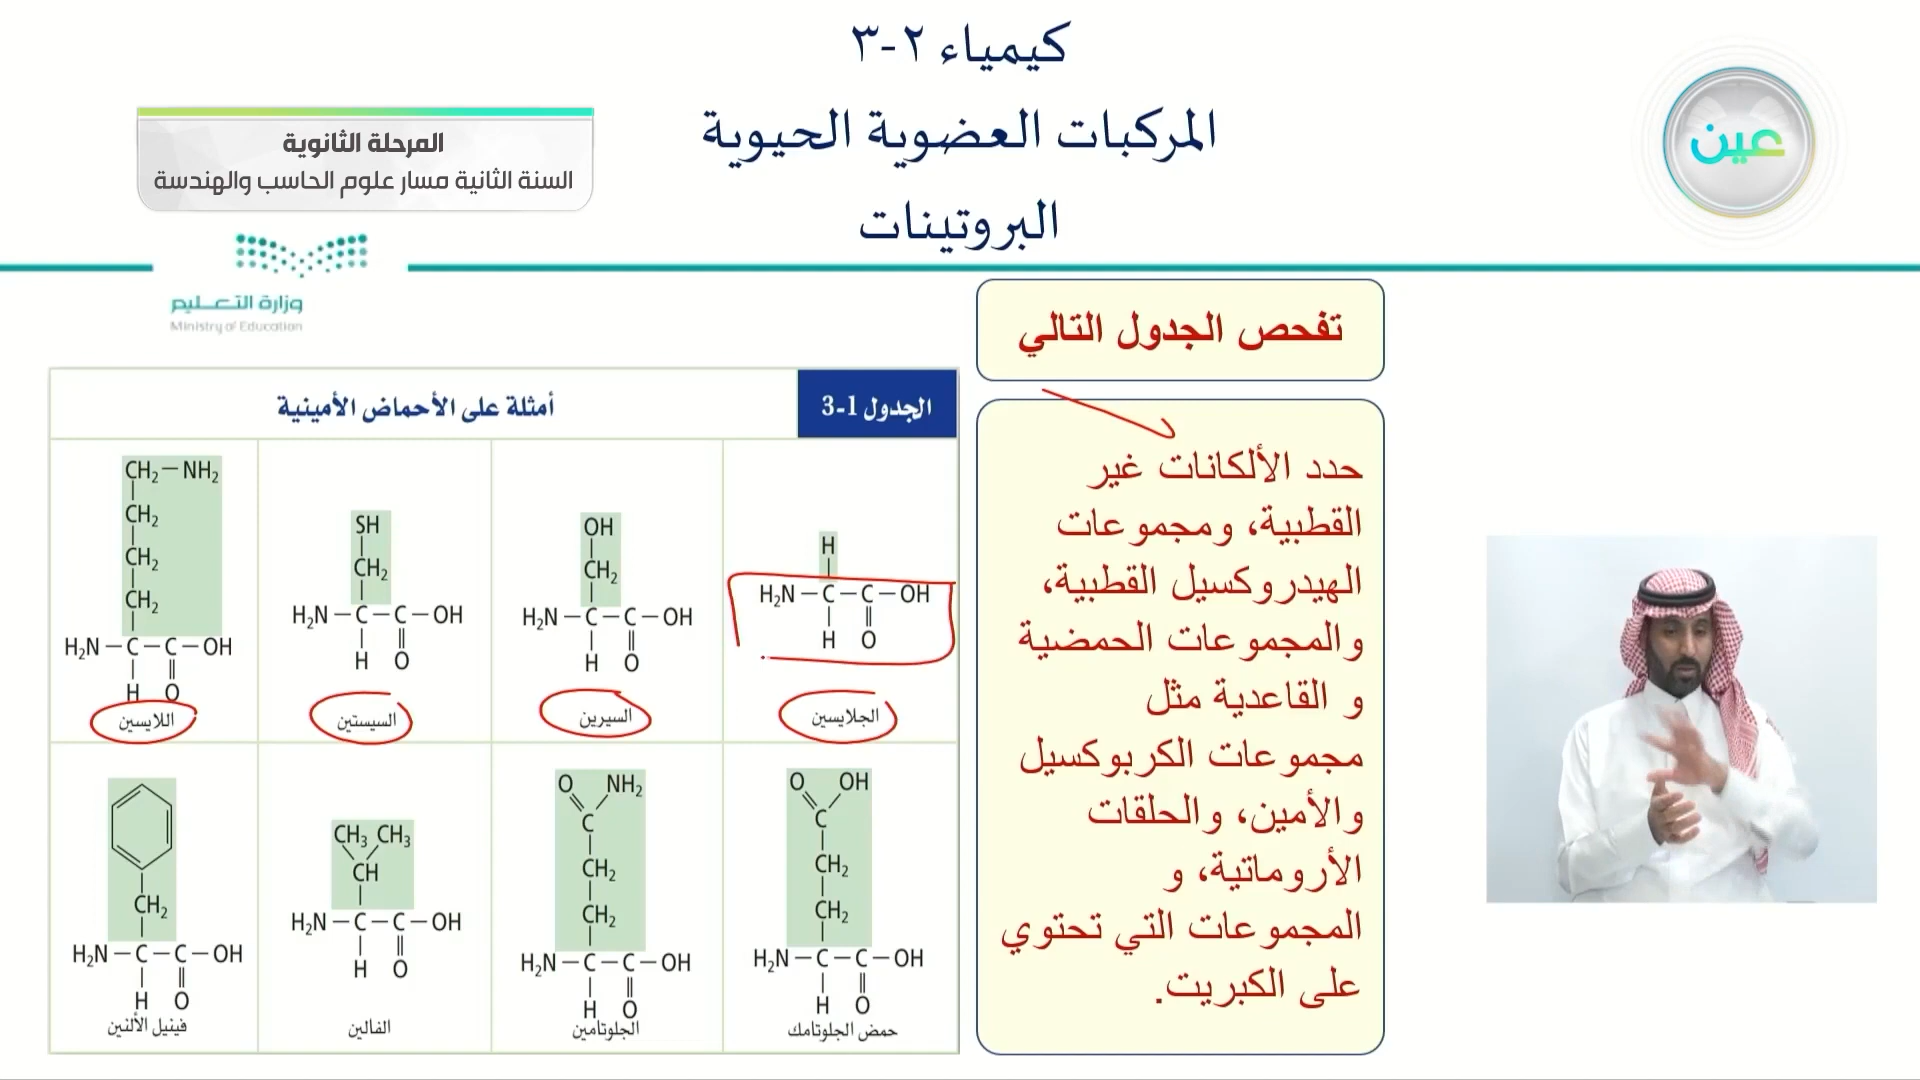 كيمياء ٢-٣
المركبات العضوية الحيوية
البروتينات
عين
المرحلة الثانوية
السنة الثانية مسار علوم الحاسب والهندسة
وزارة التعليم
Ministry of Education
تفحص الجدول التالي
حدد الألكانات غير
القطبية، ومجموعات
الهيدروكسيل القطبية،
والمجموعات الحمضية
و القاعدية مثل
مجموعات الكربوكسيل
والأمين، والحلقات
الأروماتية، و
المجموعات التي تحتوي
على الكبريت.
الجدول 1-3
أمثلة على الأحماض الأمينية
H
H₂N – C – C – OH
H O
الجلايسين
OH
CH₂
H₂N – C – C – OH
H O
السيرين
SH
CH₂
H₂N – C – C – OH
H O
السيستين
CH₂ – NH₂
CH₂
CH₂
CH₂
H₂N – C – C – OH
H O
اللايسين
O OH
C
CH₂
CH₂
H₂N – C – C – OH
H O
حمض الجلوتامك
O NH₂
C
CH₂
CH₂
H₂N – C – C – OH
H O
الجلوتامين
CH₃ CH₃
CH
H₂N – C – C – OH
H O
الفالين
CH₂
H₂N – C – C – OH
H O
فينيل الألنين